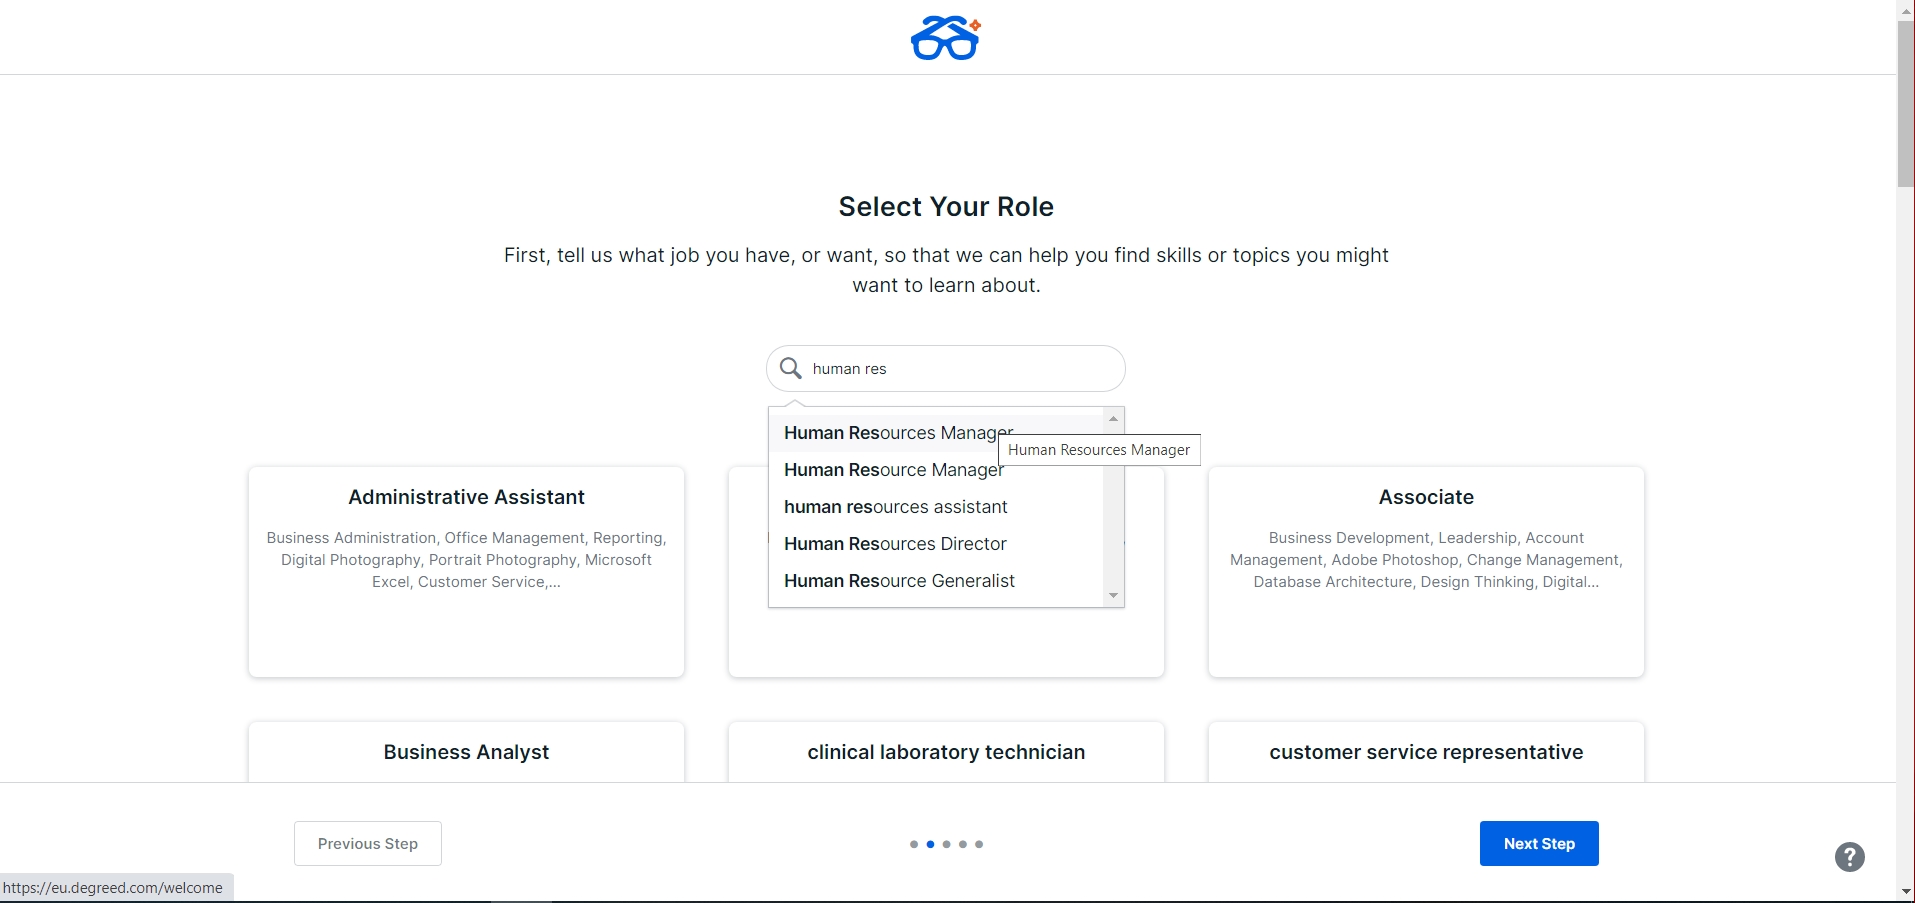 Select Your Role
First, tell us what job you have, or want, so that we can help you find skills or topics you might
want to learn about.
human res
Human Resources Manager
Human Resources Manager
Human Resource Manager
human resources assistant
Human Resources Director
Human Resource Generalist
Administrative Assistant
Business Administration, Office Management, Reporting,
Digital Photography, Portrait Photography, Microsoft
Excel, Customer Service,...
Associate
Business Development, Leadership, Account
Management, Adobe Photoshop, Change Management,
Database Architecture, Design Thinking, Digital...
Business Analyst
clinical laboratory technician
customer service representative
Previous Step
Next Step
?
https://eu.degreed.com/welcome